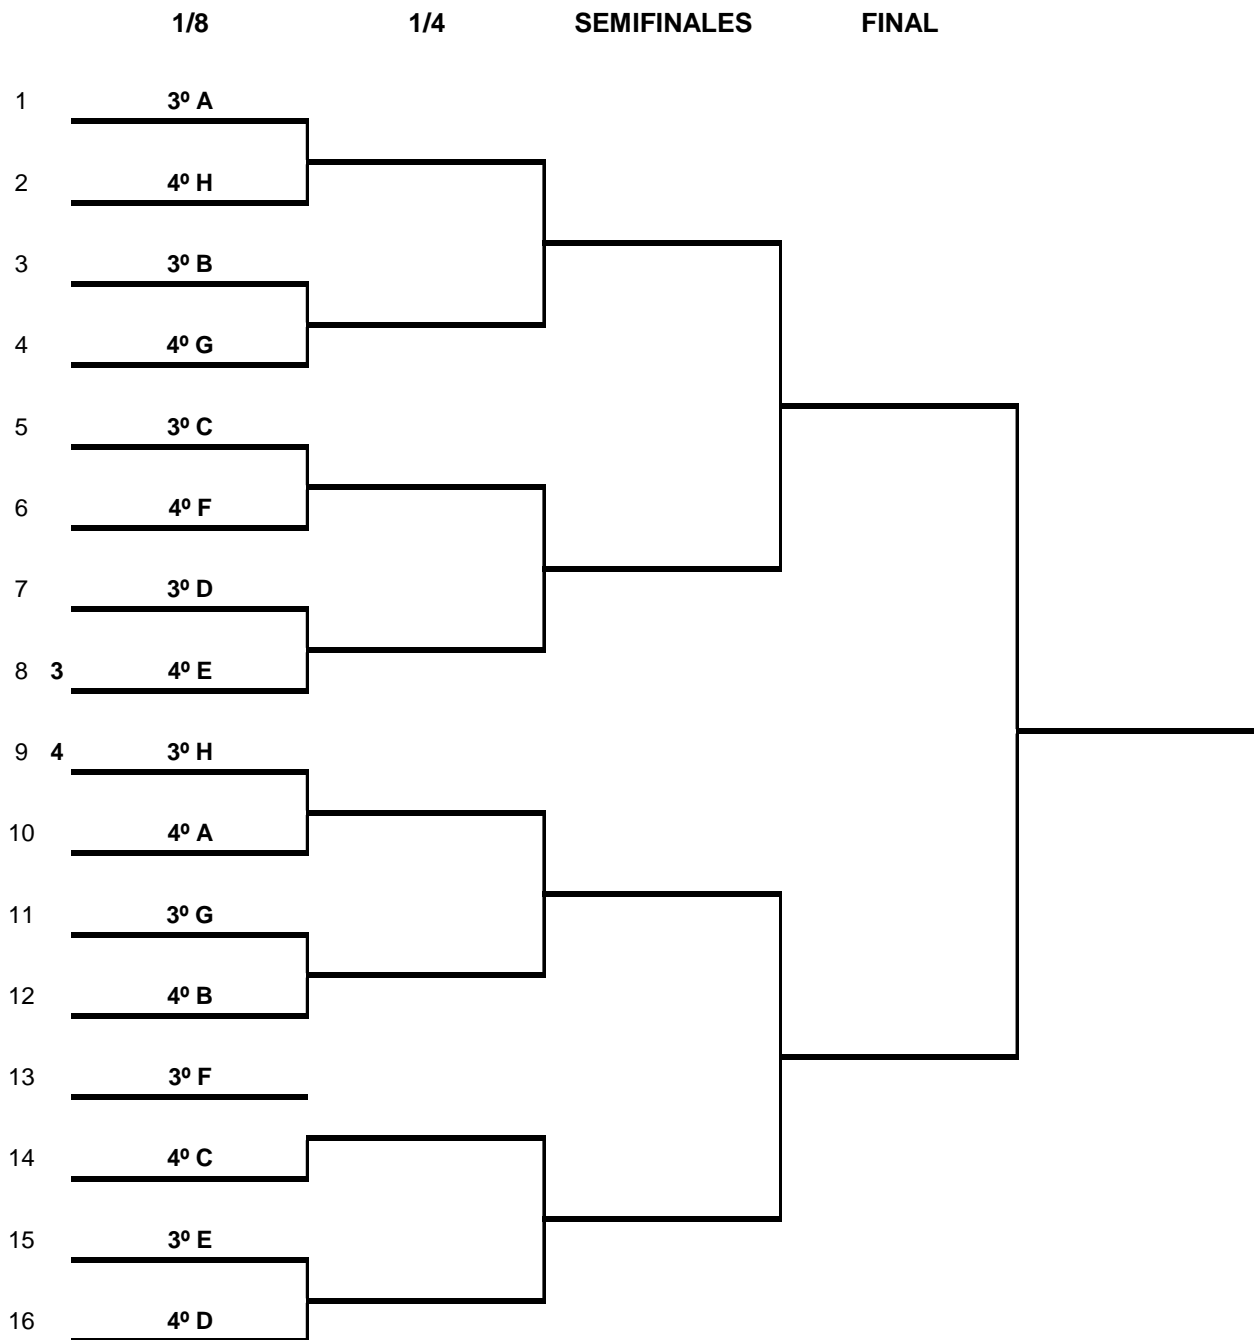 1/8 1/4 SEMIFINALES FINAL
1 3º A
2 4º H
3 3º B
4 4º G
5 3º C
6 4º F
7 3º D
8 3 4º E
9 4 3º H
10 4º A
11 3º G
12 4º B
13 3º F
14 4º C
15 3º E
16 4º D